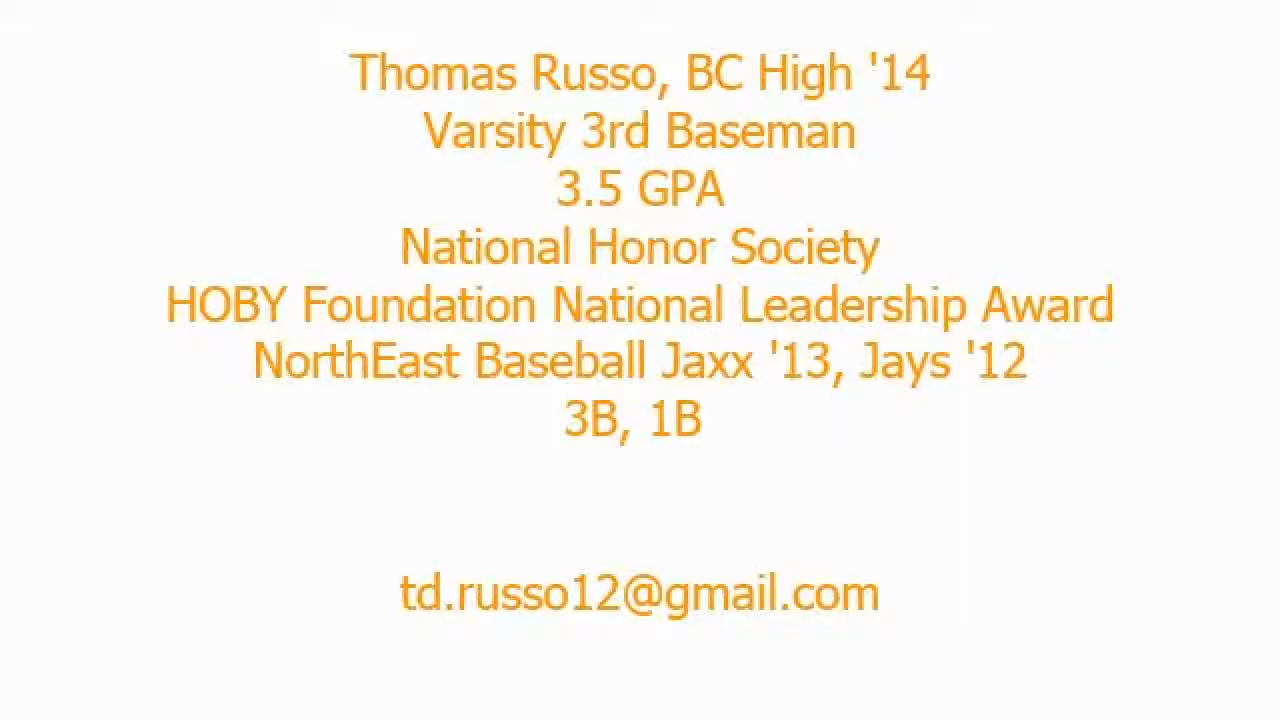 Thomas Russo, BC High '14
Varsity 3rd Baseman
3.5 GPA
National Honor Society
HOBY Foundation National Leadership Award
NorthEast Baseball Jaxx '13, Jays '12
3B, 1B
td.russo12@gmail.com